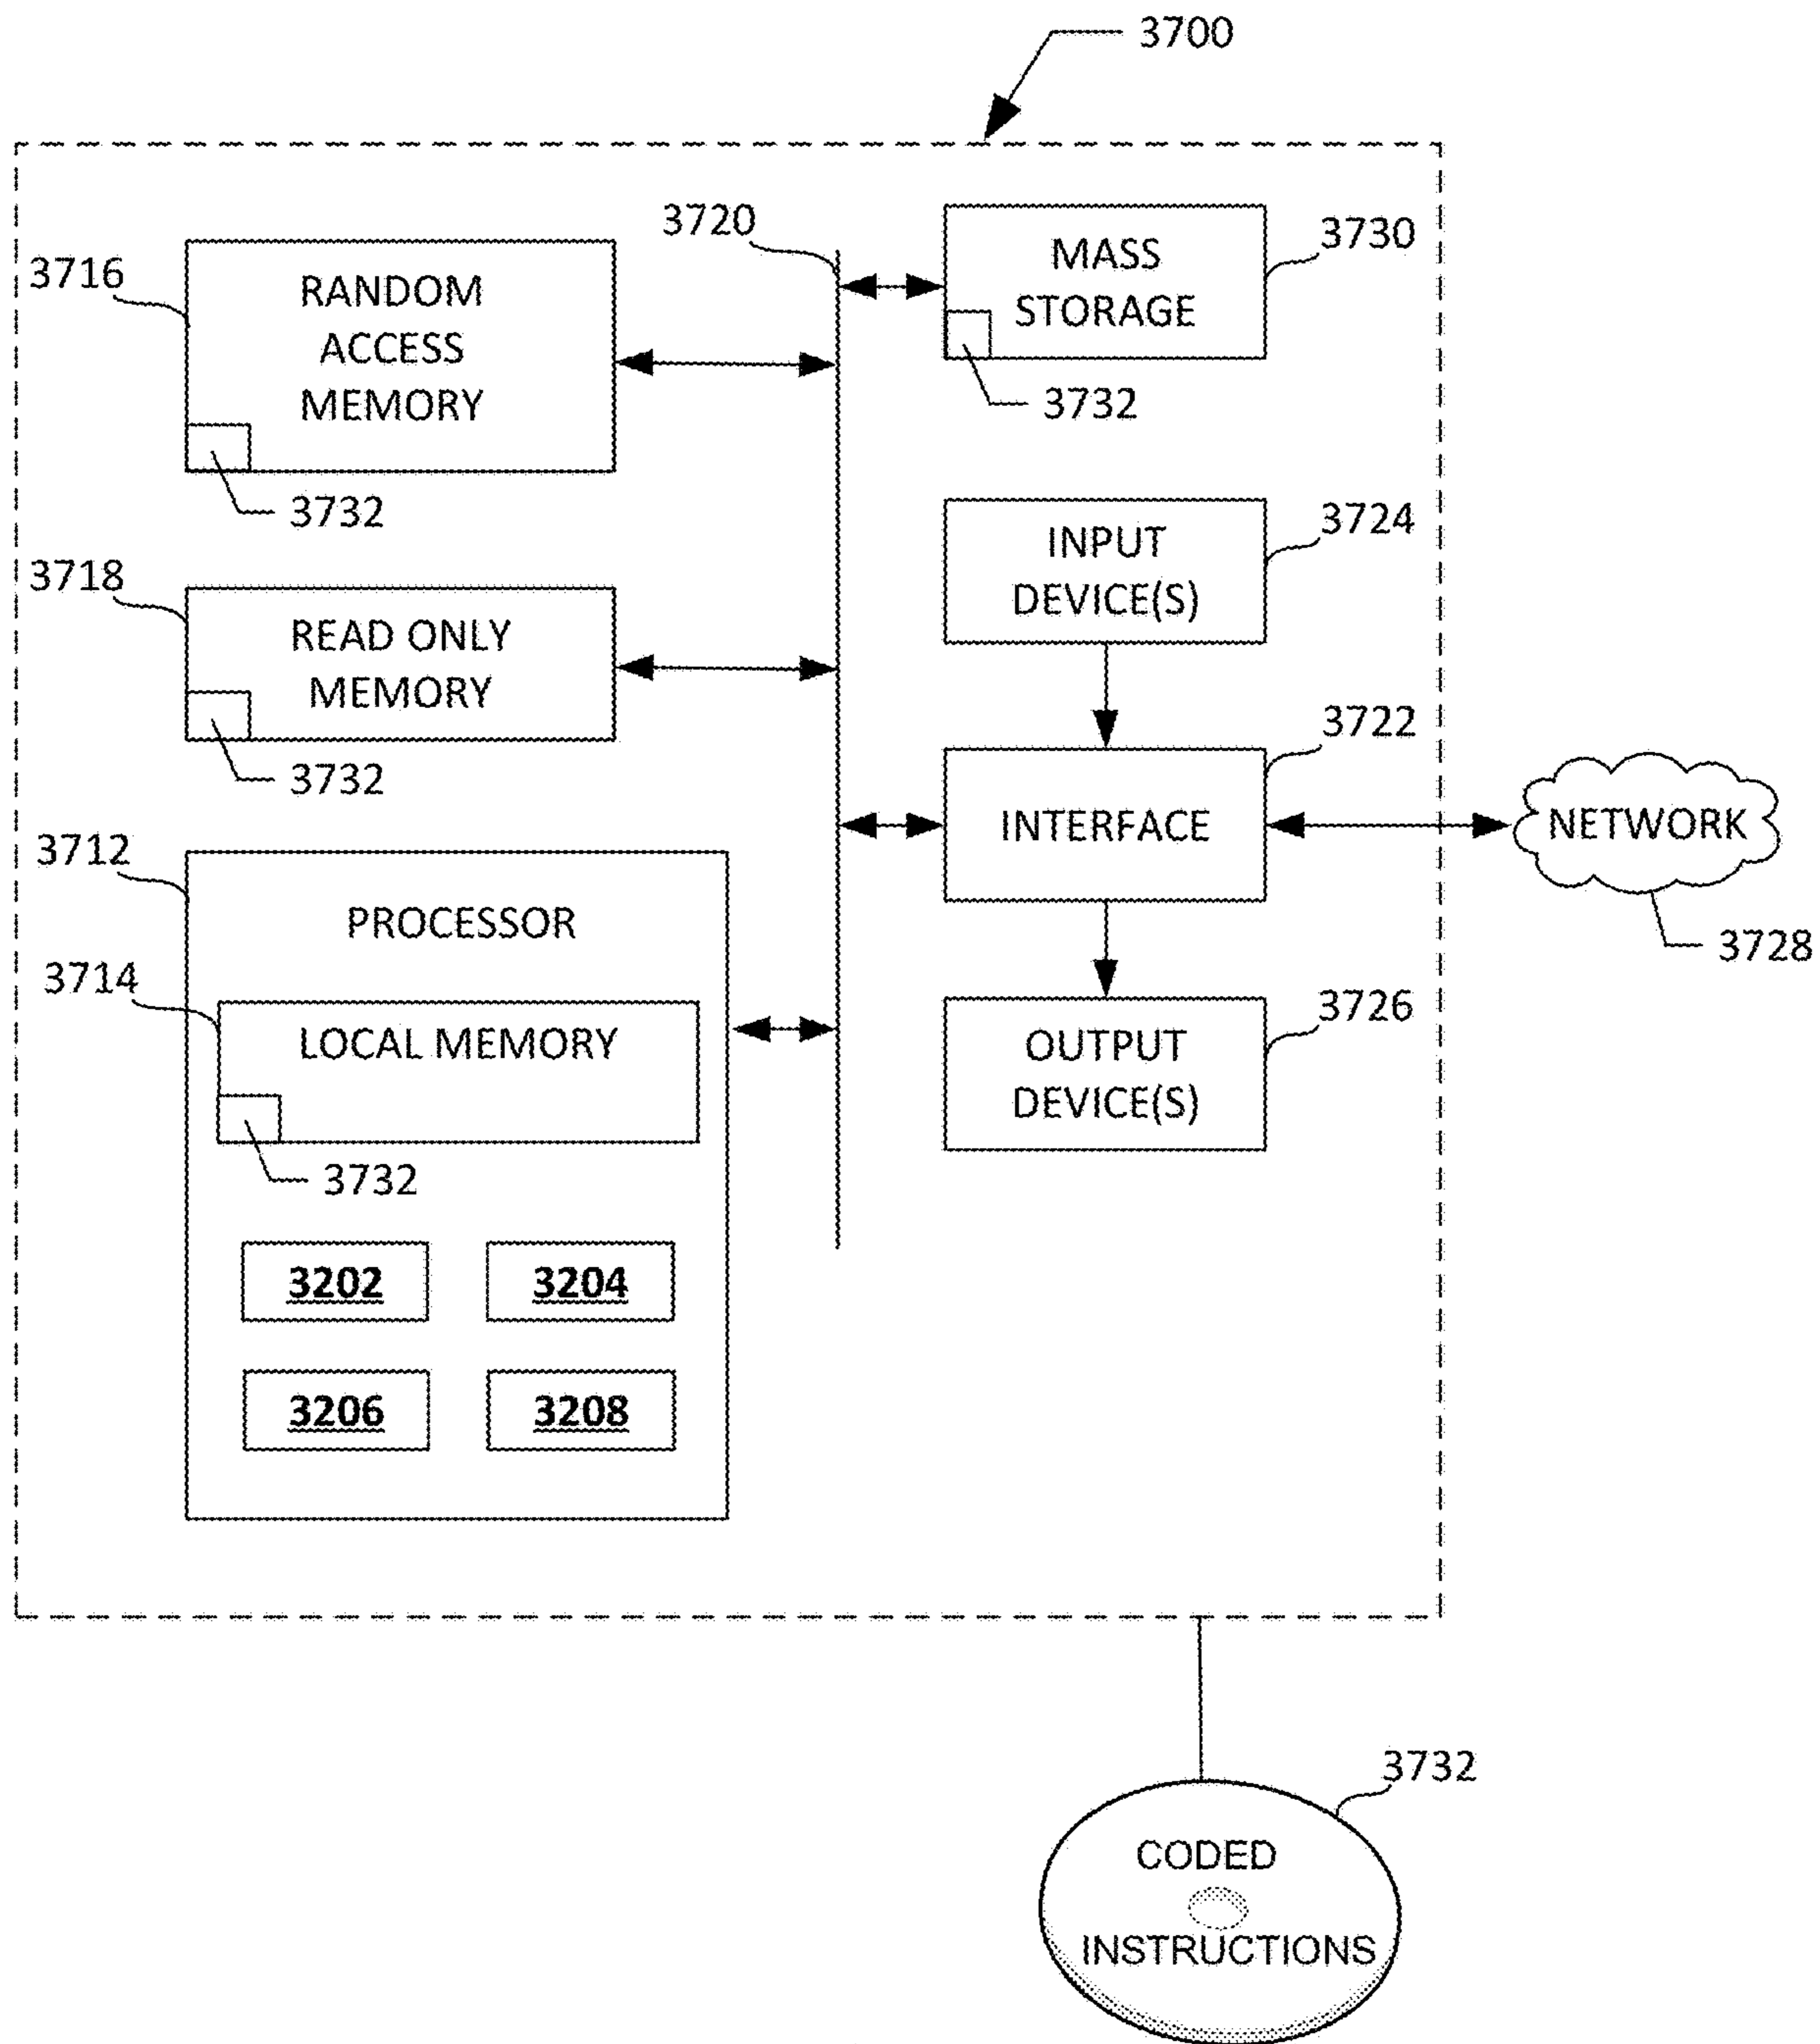 3700
3720
3730
MASS
STORAGE
3732
3716
RANDOM
ACCESS
MEMORY
3732
3724
INPUT
DEVICE(S)
3718
READ ONLY
MEMORY
3732
3722
INTERFACE
NETWORK
3728
3712
PROCESSOR
3714
LOCAL MEMORY
3732
3726
OUTPUT
DEVICE(S)
3202
3204
3206
3208
3732
CODED
INSTRUCTIONS